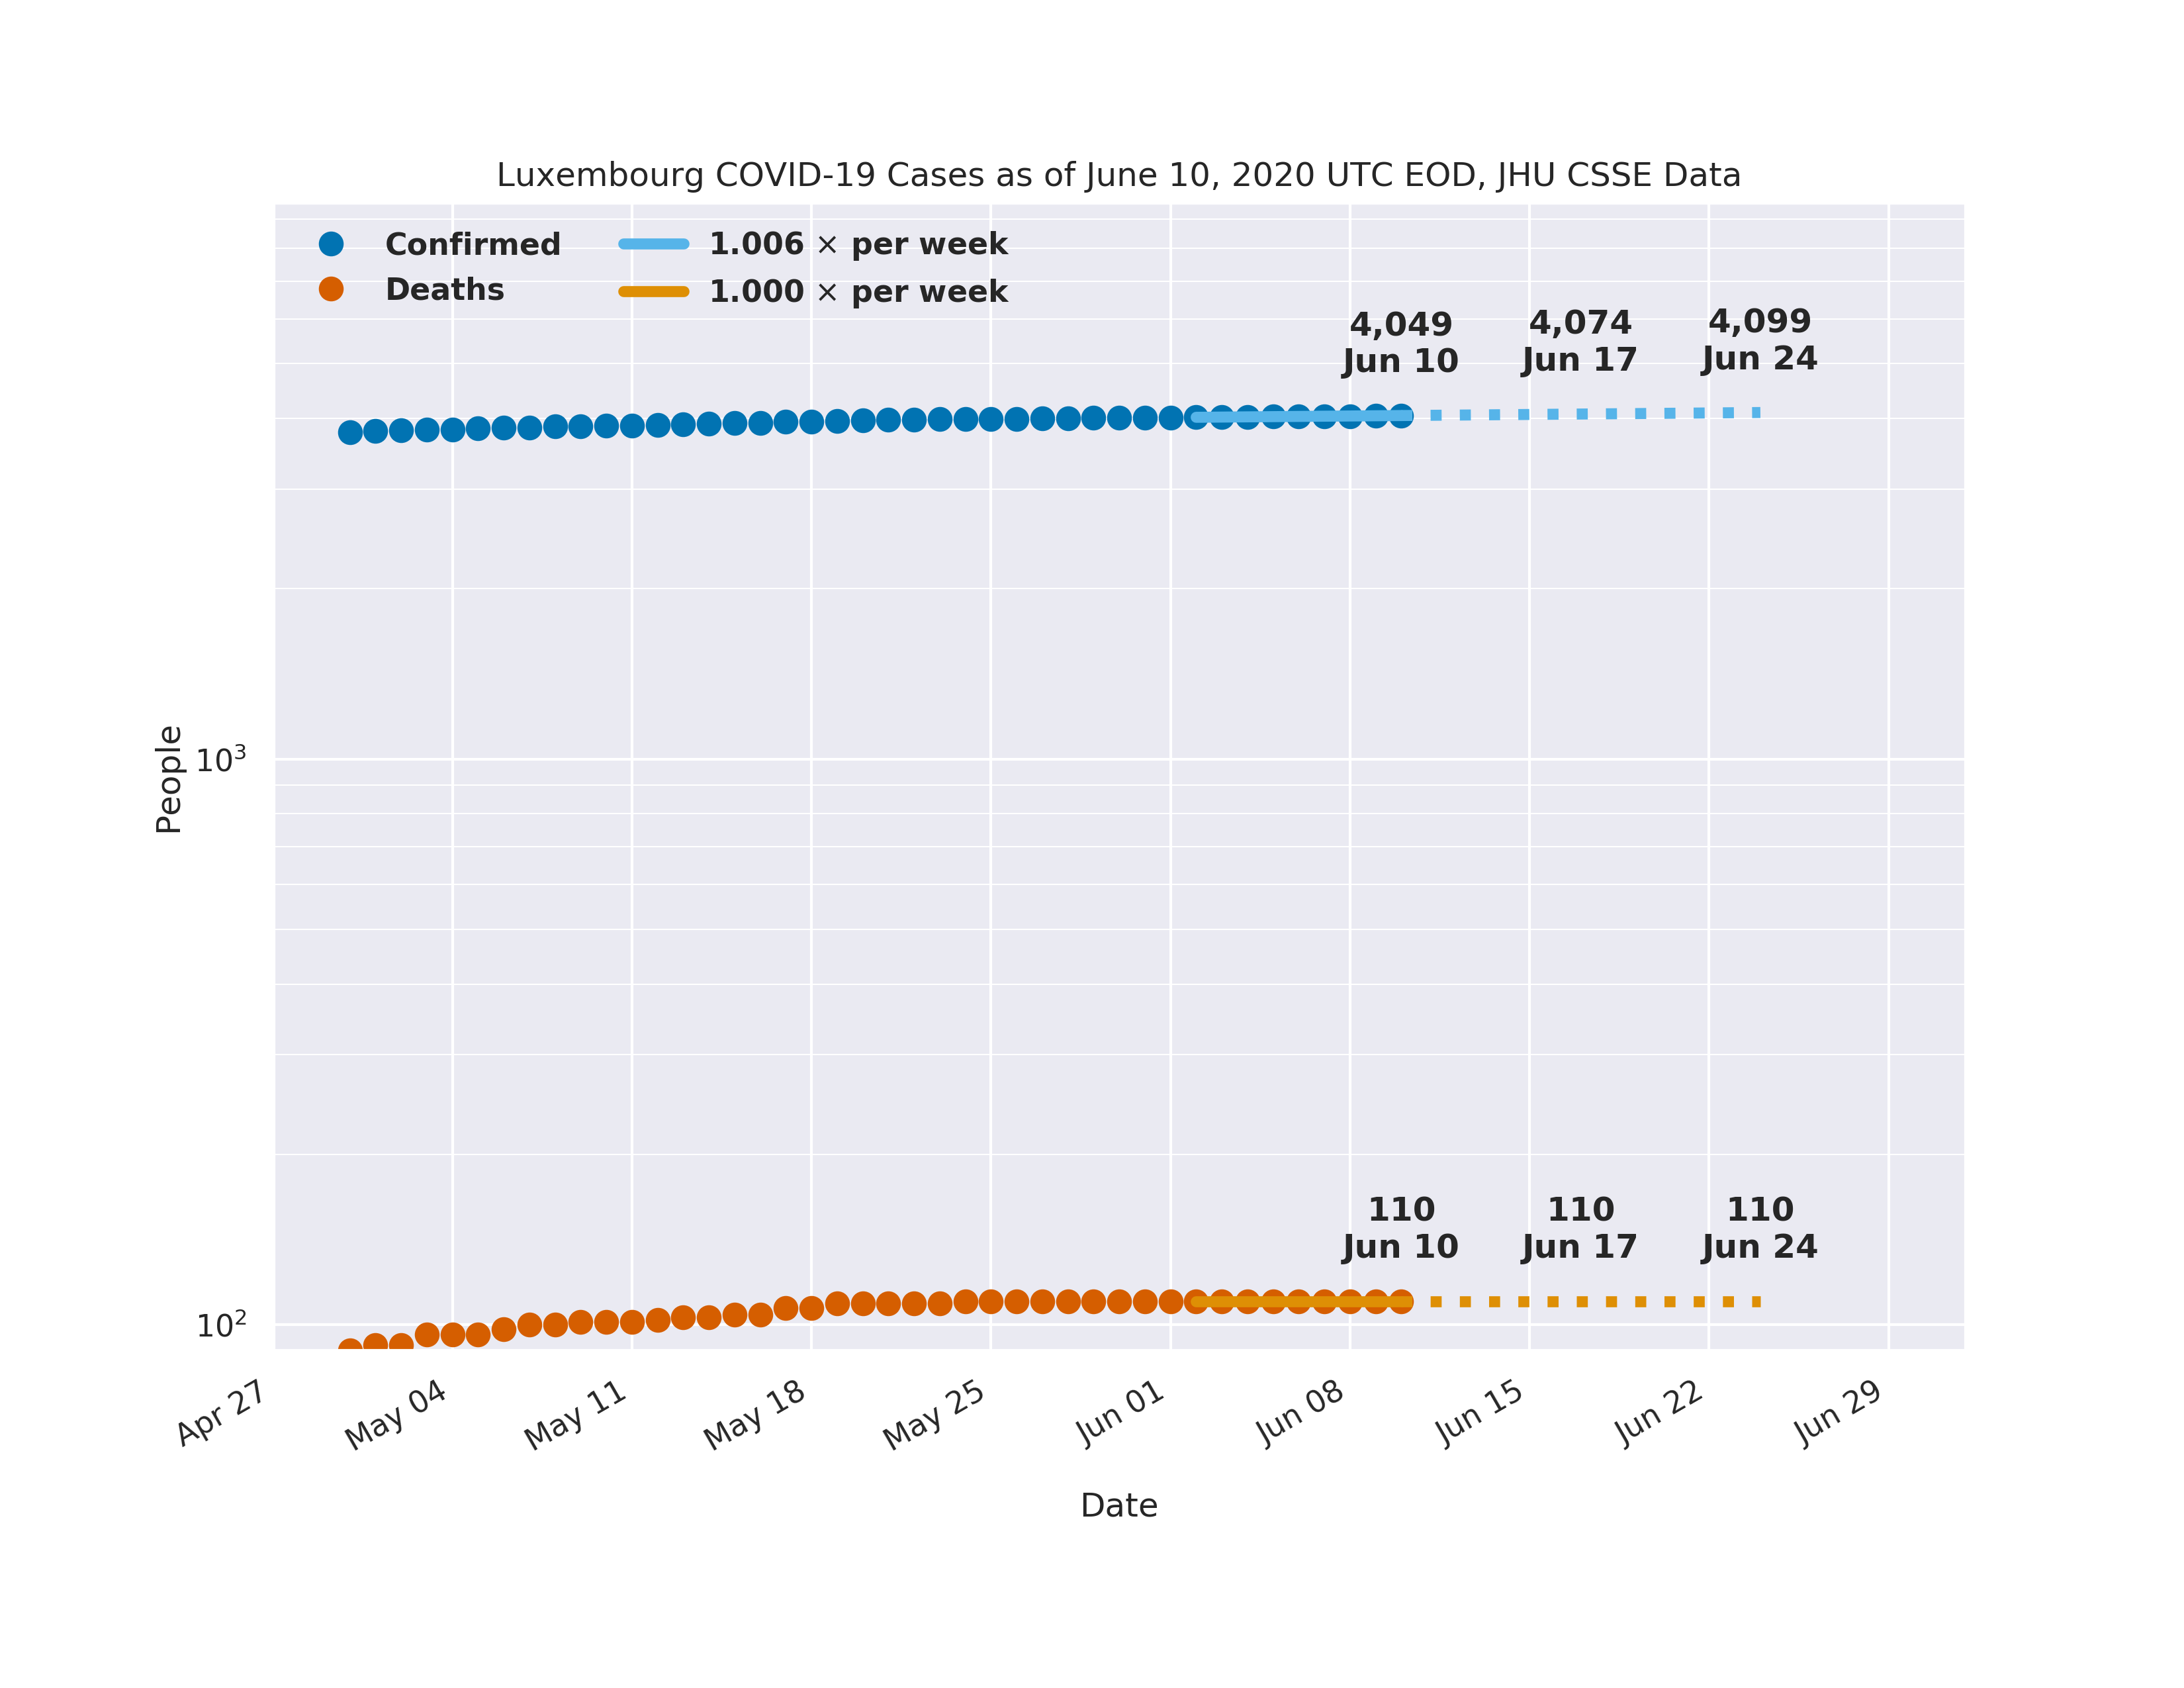 Luxembourg COVID-19 Cases as of June 10, 2020 UTC EOD, JHU CSSE Data
Confirmed
Deaths
1.006 × per week
1.000 × per week
4,049
Jun 10
4,074
Jun 17
4,099
Jun 24
People
10³
10²
110
Jun 10
110
Jun 17
110
Jun 24
Apr 27
May 04
May 11
May 18
May 25
Jun 01
Jun 08
Jun 15
Jun 22
Jun 29
Date